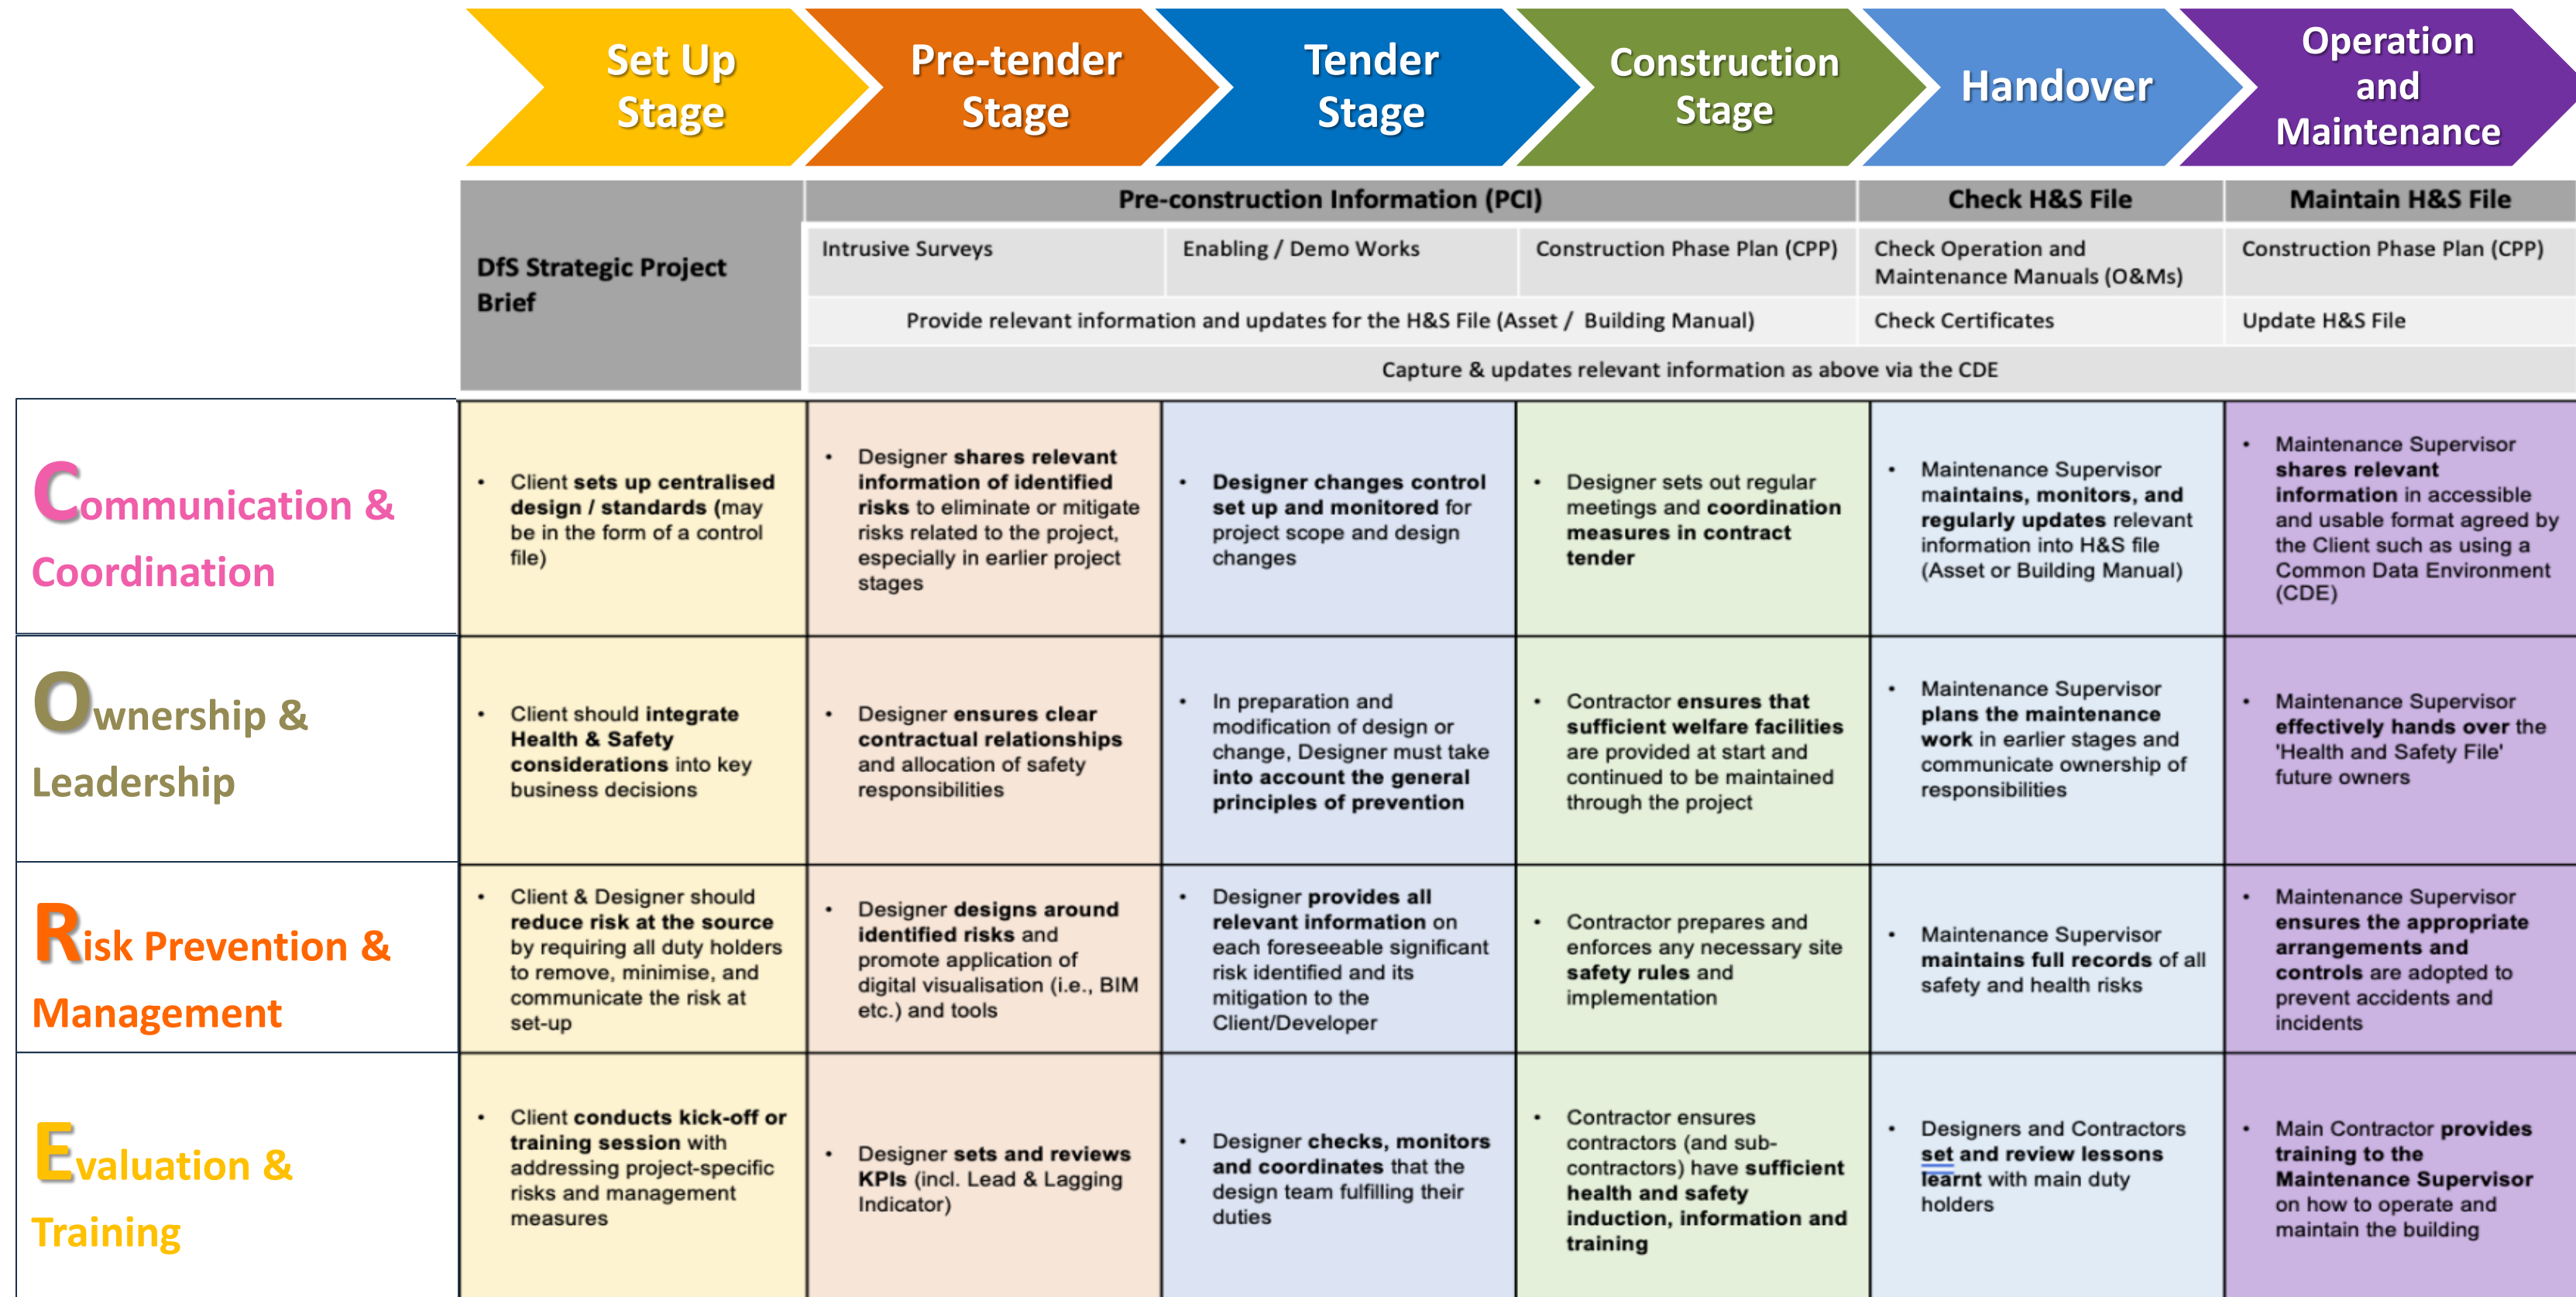 Set Up
Stage
Pre-tender
Stage
Tender
Stage
Construction
Stage
Handover
Operation
and
Maintenance
DfS Strategic Project
Brief
Pre-construction Information (PCI)
Check H&S File
Maintain H&S File
Intrusive Surveys
Enabling / Demo Works
Construction Phase Plan (CPP)
Check Operation and
Maintenance Manuals (O&Ms)
Construction Phase Plan (CPP)
Provide relevant information and updates for the H&S File (Asset / Building Manual)
Check Certificates
Update H&S File
Capture & updates relevant information as above via the CDE
Communication &
Coordination
• Client sets up centralised
design / standards (may
be in the form of a control
file)
• Designer shares relevant
information of identified
risks to eliminate or mitigate
risks related to the project,
especially in earlier project
stages
• Designer changes control
set up and monitored for
project scope and design
changes
• Designer sets out regular
meetings and coordination
measures in contract
tender
• Maintenance Supervisor
maintains, monitors, and
regularly updates relevant
information into H&S file
(Asset or Building Manual)
• Maintenance Supervisor
shares relevant
information in accessible
and usable format agreed by
the Client such as using a
Common Data Environment
(CDE)
Ownership &
Leadership
• Client should integrate
Health & Safety
considerations into key
business decisions
• Designer ensures clear
contractual relationships
and allocation of safety
responsibilities
• In preparation and
modification of design or
change, Designer must take
into account the general
principles of prevention
• Contractor ensures that
sufficient welfare facilities
are provided at start and
continued to be maintained
through the project
• Maintenance Supervisor
plans the maintenance
work in earlier stages and
communicate ownership of
responsibilities
• Maintenance Supervisor
effectively hands over the
'Health and Safety File'
future owners
Risk Prevention &
Management
• Client & Designer should
reduce risk at the source
by requiring all duty holders
to remove, minimise, and
communicate the risk at
set-up
• Designer designs around
identified risks and
promote application of
digital visualisation (i.e., BIM
etc.) and tools
• Designer provides all
relevant information on
each foreseeable significant
risk identified and its
mitigation to the
Client/Developer
• Contractor prepares and
enforces any necessary site
safety rules and
implementation
• Maintenance Supervisor
maintains full records of all
safety and health risks
• Maintenance Supervisor
ensures the appropriate
arrangements and
controls are adopted to
prevent accidents and
incidents
Evaluation &
Training
• Client conducts kick-off or
training session with
addressing project-specific
risks and management
measures
• Designer sets and reviews
KPIs (incl. Lead & Lagging
Indicator)
• Designer checks, monitors
and coordinates that the
design team fulfilling their
duties
• Contractor ensures
contractors (and sub-
contractors) have sufficient
health and safety
induction, information and
training
• Designers and Contractors
set and review lessons
learnt with main duty
holders
• Main Contractor provides
training to the
Maintenance Supervisor
on how to operate and
maintain the building